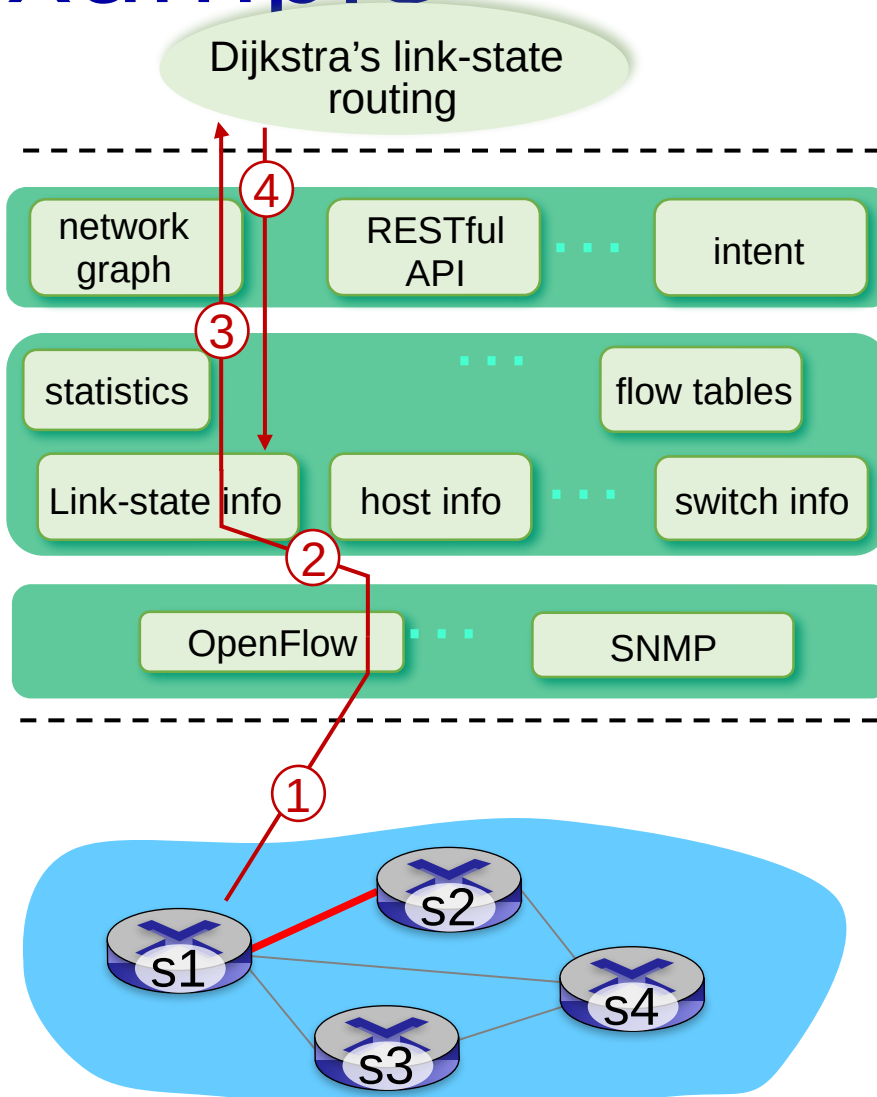 Dijkstra’s link-state
routing
4
network
graph
RESTful
API
. . .
intent
3
. . .
statistics
flow tables
Link-state info
host info
. . .
switch info
2
OpenFlow
. . .
SNMP
1
s2
s1
s4
s3